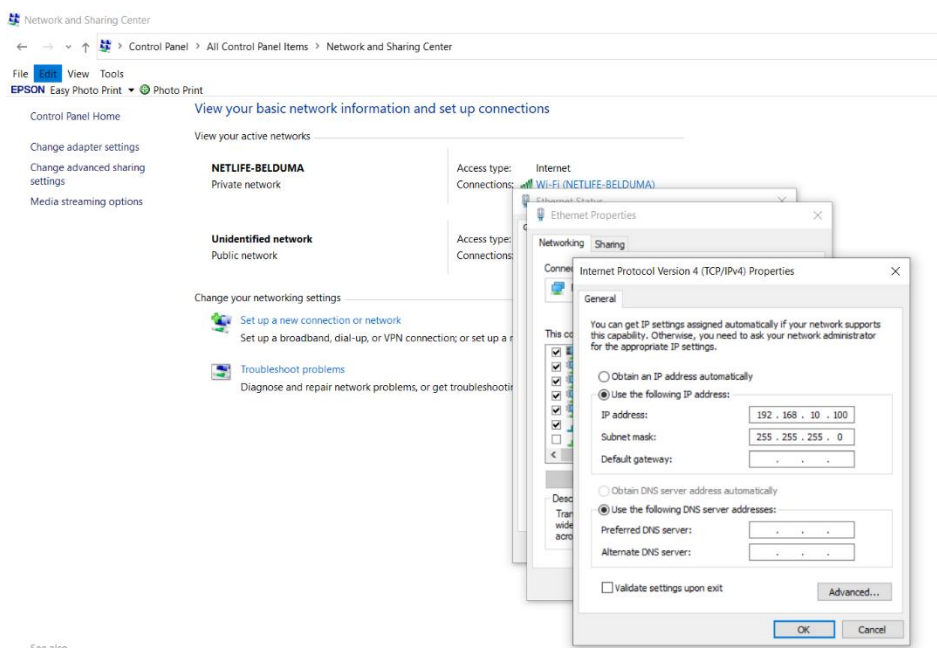 Network and Sharing Center
Control Panel > All Control Panel Items > Network and Sharing Center
File Edit View Tools
EPSON Easy Photo Print Photo Print
Control Panel Home
Change adapter settings
Change advanced sharing
settings
Media streaming options
View your basic network information and set up connections
View your active networks
NETLIFE-BELDUMA
Private network
Access type: Internet
Connections: Wi-Fi (NETLIFE-BELDUMA)
Unidentified network
Public network
Access type:
Connections:
Change your networking settings
Set up a new connection or network
Set up a broadband, dial-up, or VPN connection; or set up a r
Troubleshoot problems
Diagnose and repair network problems, or get troubleshootin
See also
Ethernet Status
Ethernet Properties
Networking Sharing
Connec
This co
Desc
Tran
wide
acro
Internet Protocol Version 4 (TCP/IPv4) Properties
General
You can get IP settings assigned automatically if your network supports
this capability. Otherwise, you need to ask your network administrator
for the appropriate IP settings.
Obtain an IP address automatically
Use the following IP address:
IP address: 192 . 168 . 10 . 100
Subnet mask: 255 . 255 . 255 . 0
Default gateway: . . .
Obtain DNS server address automatically
Use the following DNS server addresses:
Preferred DNS server: . . .
Alternate DNS server: . . .
Validate settings upon exit
Advanced...
OK Cancel